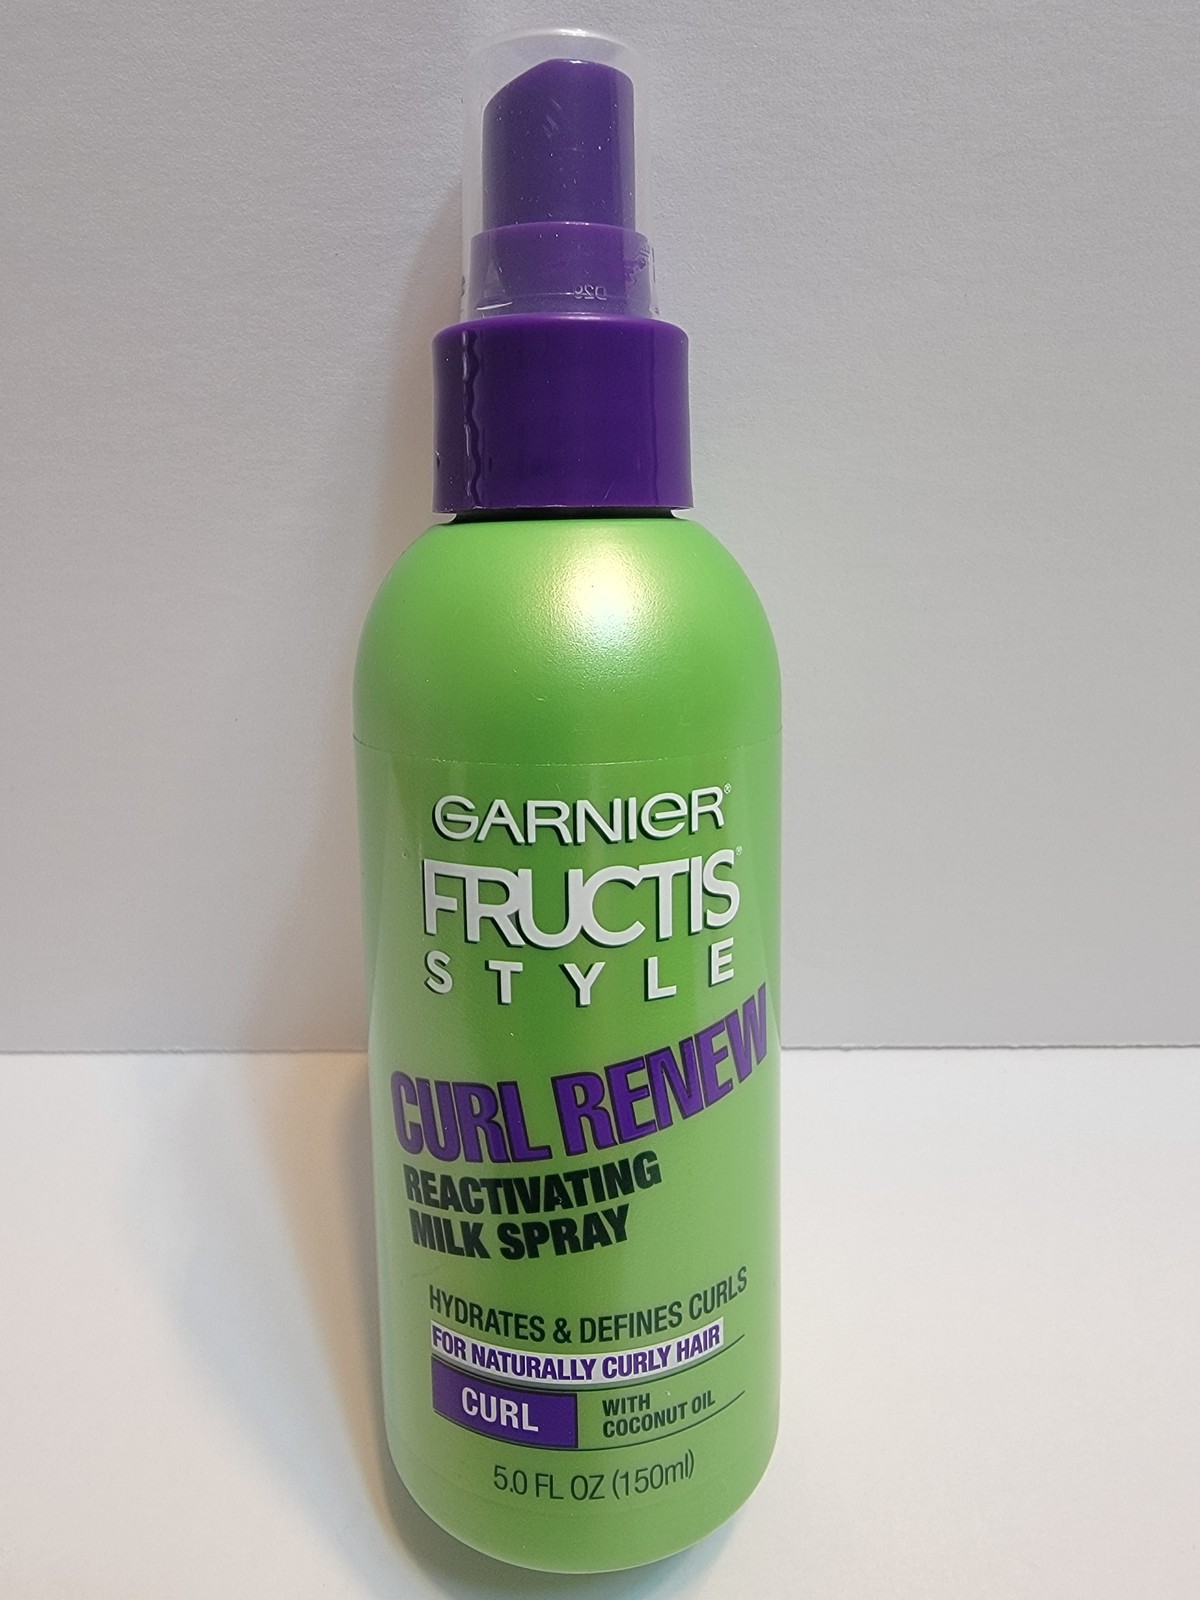 GARNIER®
FRUCTIS®
STYLE
CURL RENEW
REACTIVATING
MILK SPRAY
HYDRATES & DEFINES CURLS
FOR NATURALLY CURLY HAIR
CURL
WITH
COCONUT OIL
5.0 FL OZ (150ml)